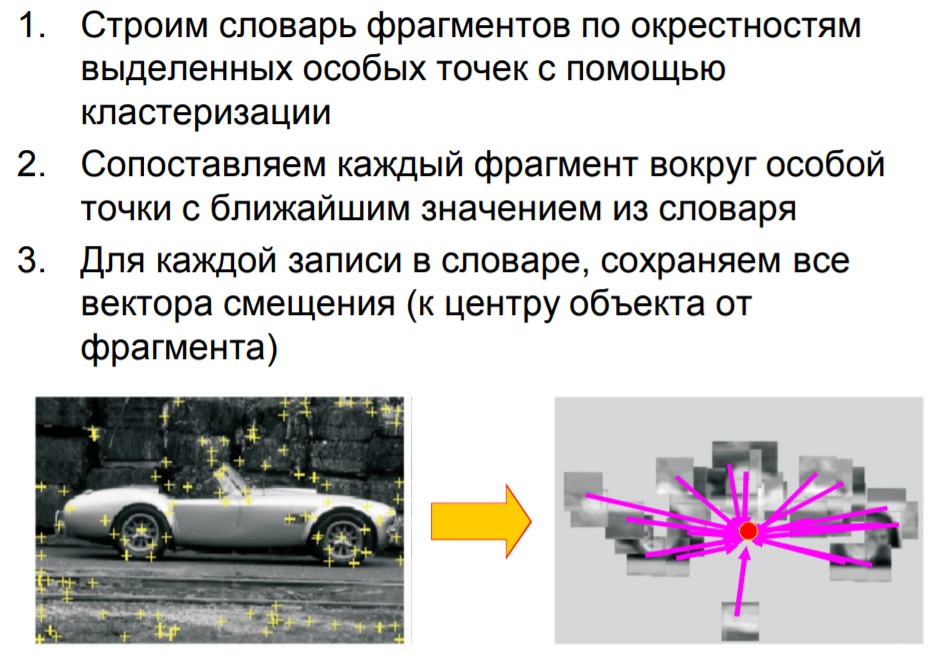 1. Строим словарь фрагментов по окрестностям
выделенных особых точек с помощью
кластеризации
2. Сопоставляем каждый фрагмент вокруг особой
точки с ближайшим значением из словаря
3. Для каждой записи в словаре, сохраняем все
вектора смещения (к центру объекта от
фрагмента)